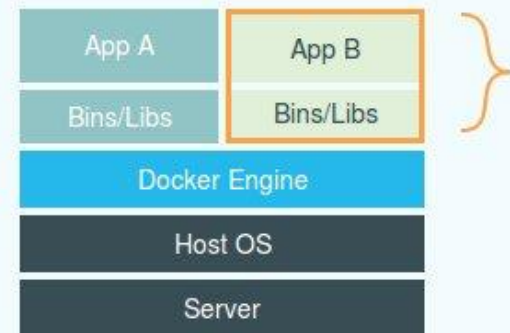 App A
App B
Bins/Libs
Bins/Libs
Docker Engine
Host OS
Server